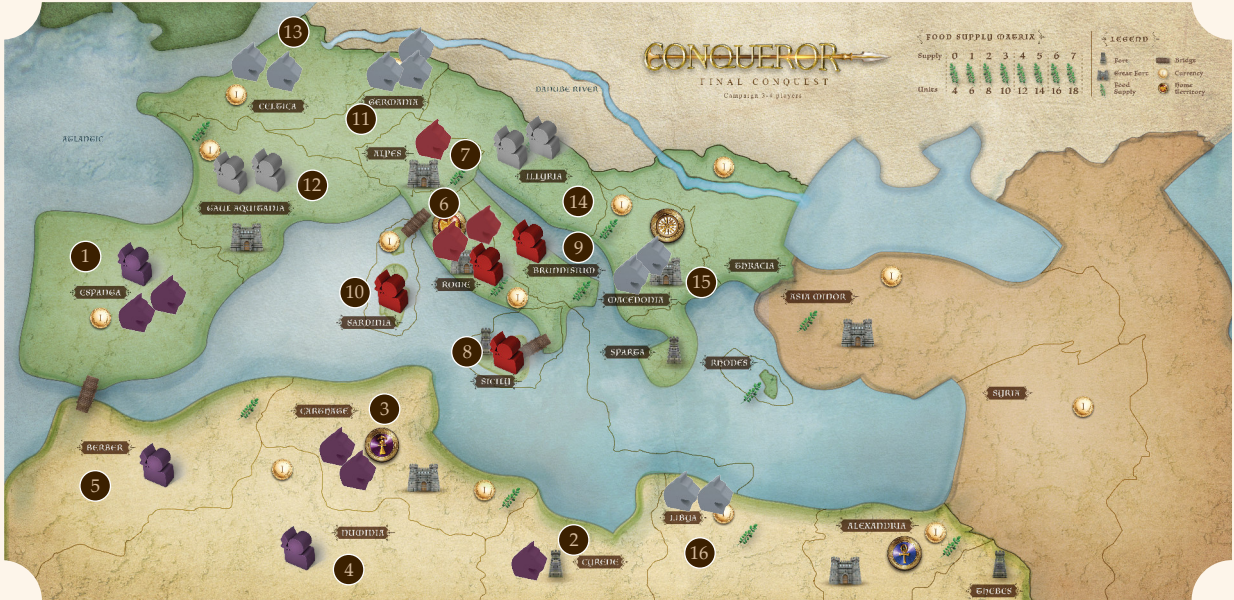 13
CONQUEROR
FINAL CONQUEST
Campaign 3-4 players
FOOD SUPPLY MATRIX
Supply 0 1 2 3 4 5 6 7
Units 4 6 8 10 12 14 16 18
LEGEND
Fort
Great Fort
Food Supply
Bridge
Currency
Home Territory
DANUBE RIVER
ATLANTIC
CELTICA
GERMANIA
11
ALPES
7
ILLYRIA
12
GAUL AQUITANIA
6
14
1
ESPANGA
9
BRUNDISIUM
ROME
10
SARDINIA
MACEDONIA
15
THRACIA
ASIA MINOR
8
SICILY
SPARTA
RHODES
SYRIA
CARTHAGE
3
BERBER
5
NUMIDIA
4
2
CYRENE
LIBYA
16
ALEXANDRIA
THEBES